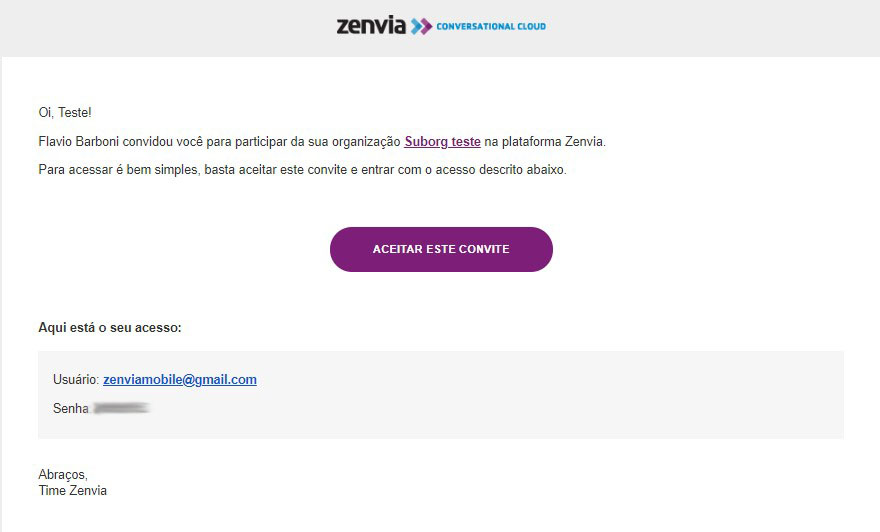 zenvia CONVERSATIONAL CLOUD
Oi, Teste!
Flavio Barboni convidou você para participar da sua organização Suborg teste na plataforma Zenvia.
Para acessar é bem simples, basta aceitar este convite e entrar com o acesso descrito abaixo.
ACEITAR ESTE CONVITE
Aqui está o seu acesso:
Usuário: zenviamobile@gmail.com
Senha
Abraços,
Time Zenvia